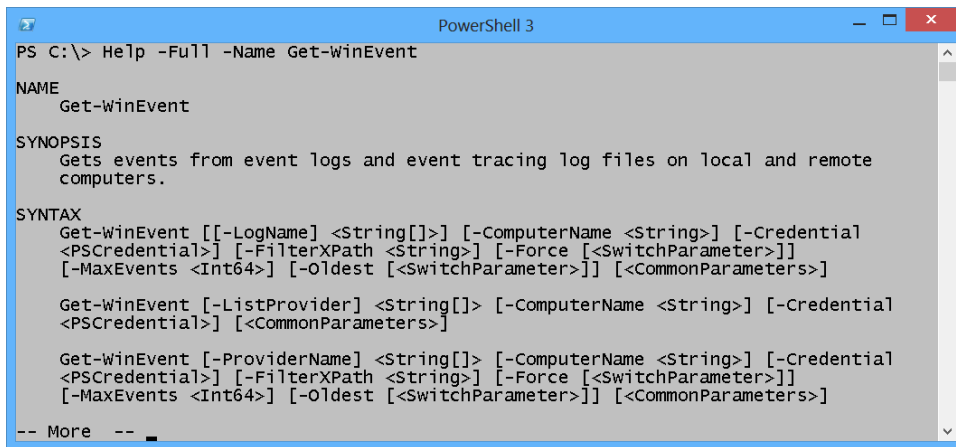 PowerShell 3
PS C:\> Help -Full -Name Get-WinEvent
NAME
Get-WinEvent
SYNOPSIS
Gets events from event logs and event tracing log files on local and remote
computers.
SYNTAX
Get-WinEvent [[-LogName] <String[]>] [-ComputerName <String>] [-Credential
<PSCredential>] [-FilterXPath <String>] [-Force [<SwitchParameter>]]
[-MaxEvents <Int64>] [-Oldest [<SwitchParameter>]] [<CommonParameters>]
Get-WinEvent [-ListProvider] <String[]> [-ComputerName <String>] [-Credential
<PSCredential>] [<CommonParameters>]
Get-WinEvent [-ProviderName] <String[]> [-ComputerName <String>] [-Credential
<PSCredential>] [-FilterXPath <String>] [-Force [<SwitchParameter>]]
[-MaxEvents <Int64>] [-Oldest [<SwitchParameter>]] [<CommonParameters>]
-- More --